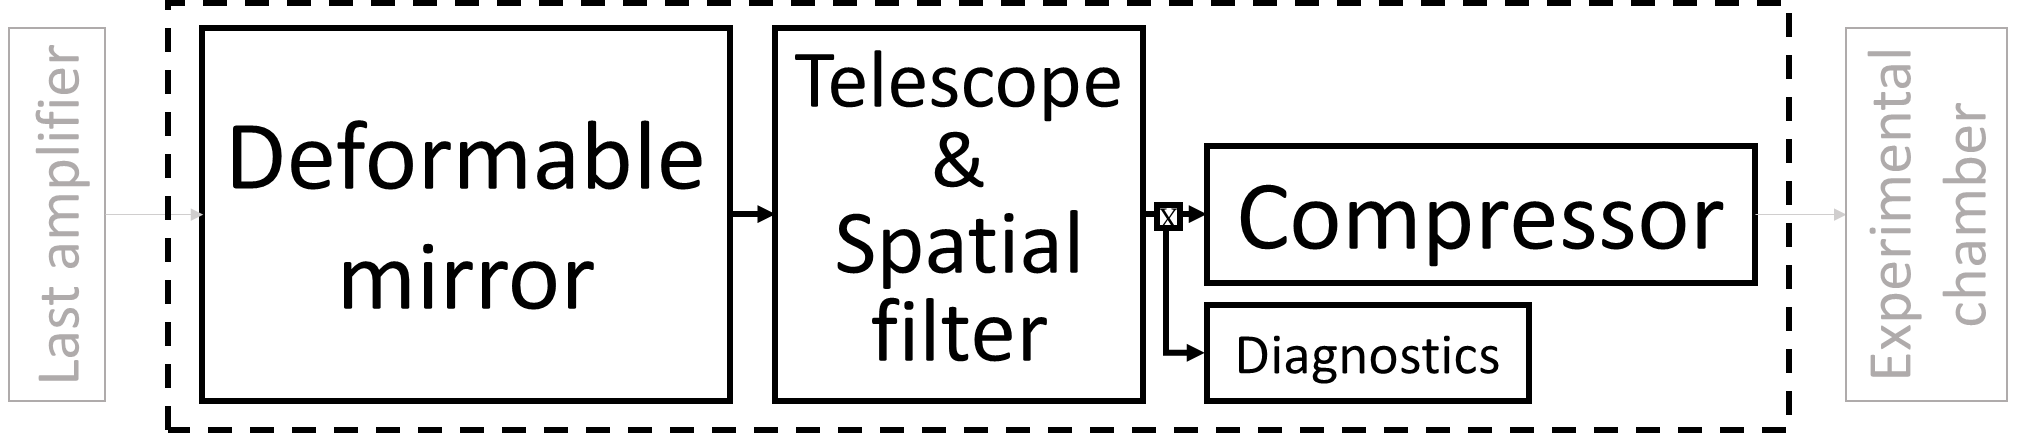 Last amplifier
Deformable
mirror
Telescope
&
Spatial
filter
X
Compressor
Diagnostics
Experimental
chamber